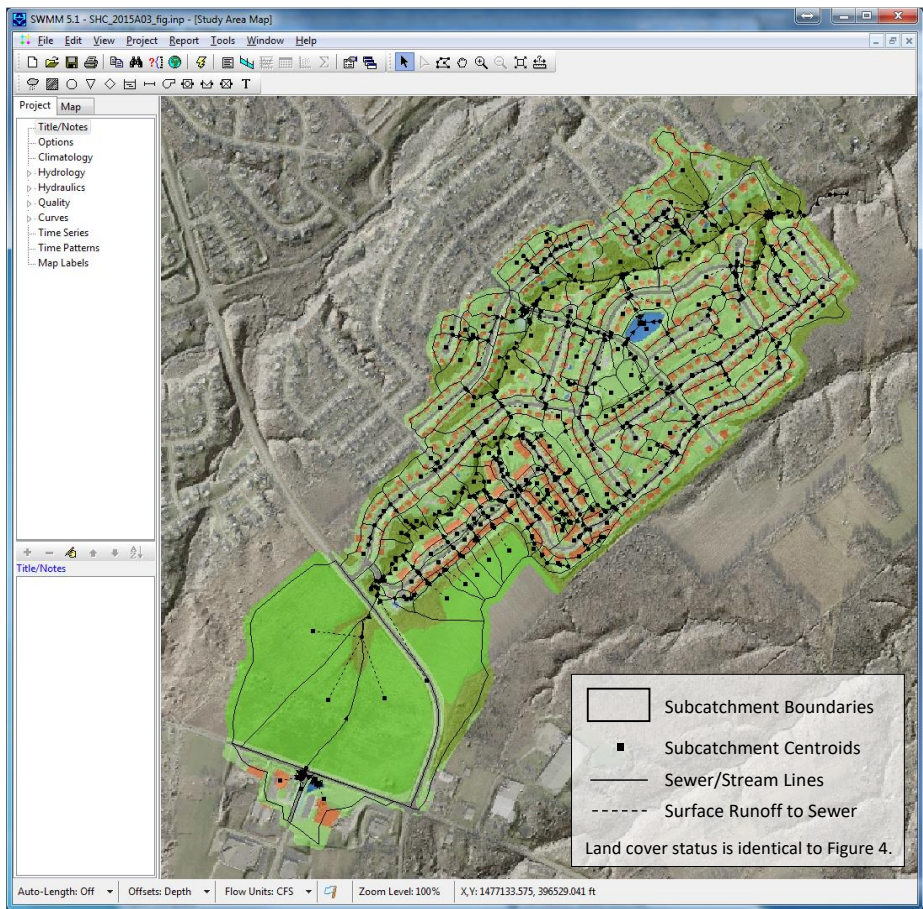 SWMM 5.1 - SHC_2015A03_fig.inp - [Study Area Map]
File Edit View Project Report Tools Window Help
T
Project Map
Title/Notes
Options
Climatology
Hydrology
Hydraulics
Quality
Curves
Time Series
Time Patterns
Map Labels
Title/Notes
Subcatchment Boundaries
Subcatchment Centroids
Sewer/Stream Lines
Surface Runoff to Sewer
Land cover status is identical to Figure 4.
Auto-Length: Off Offsets: Depth Flow Units: CFS Zoom Level: 100% X,Y: 1477133.575, 396529.041 ft